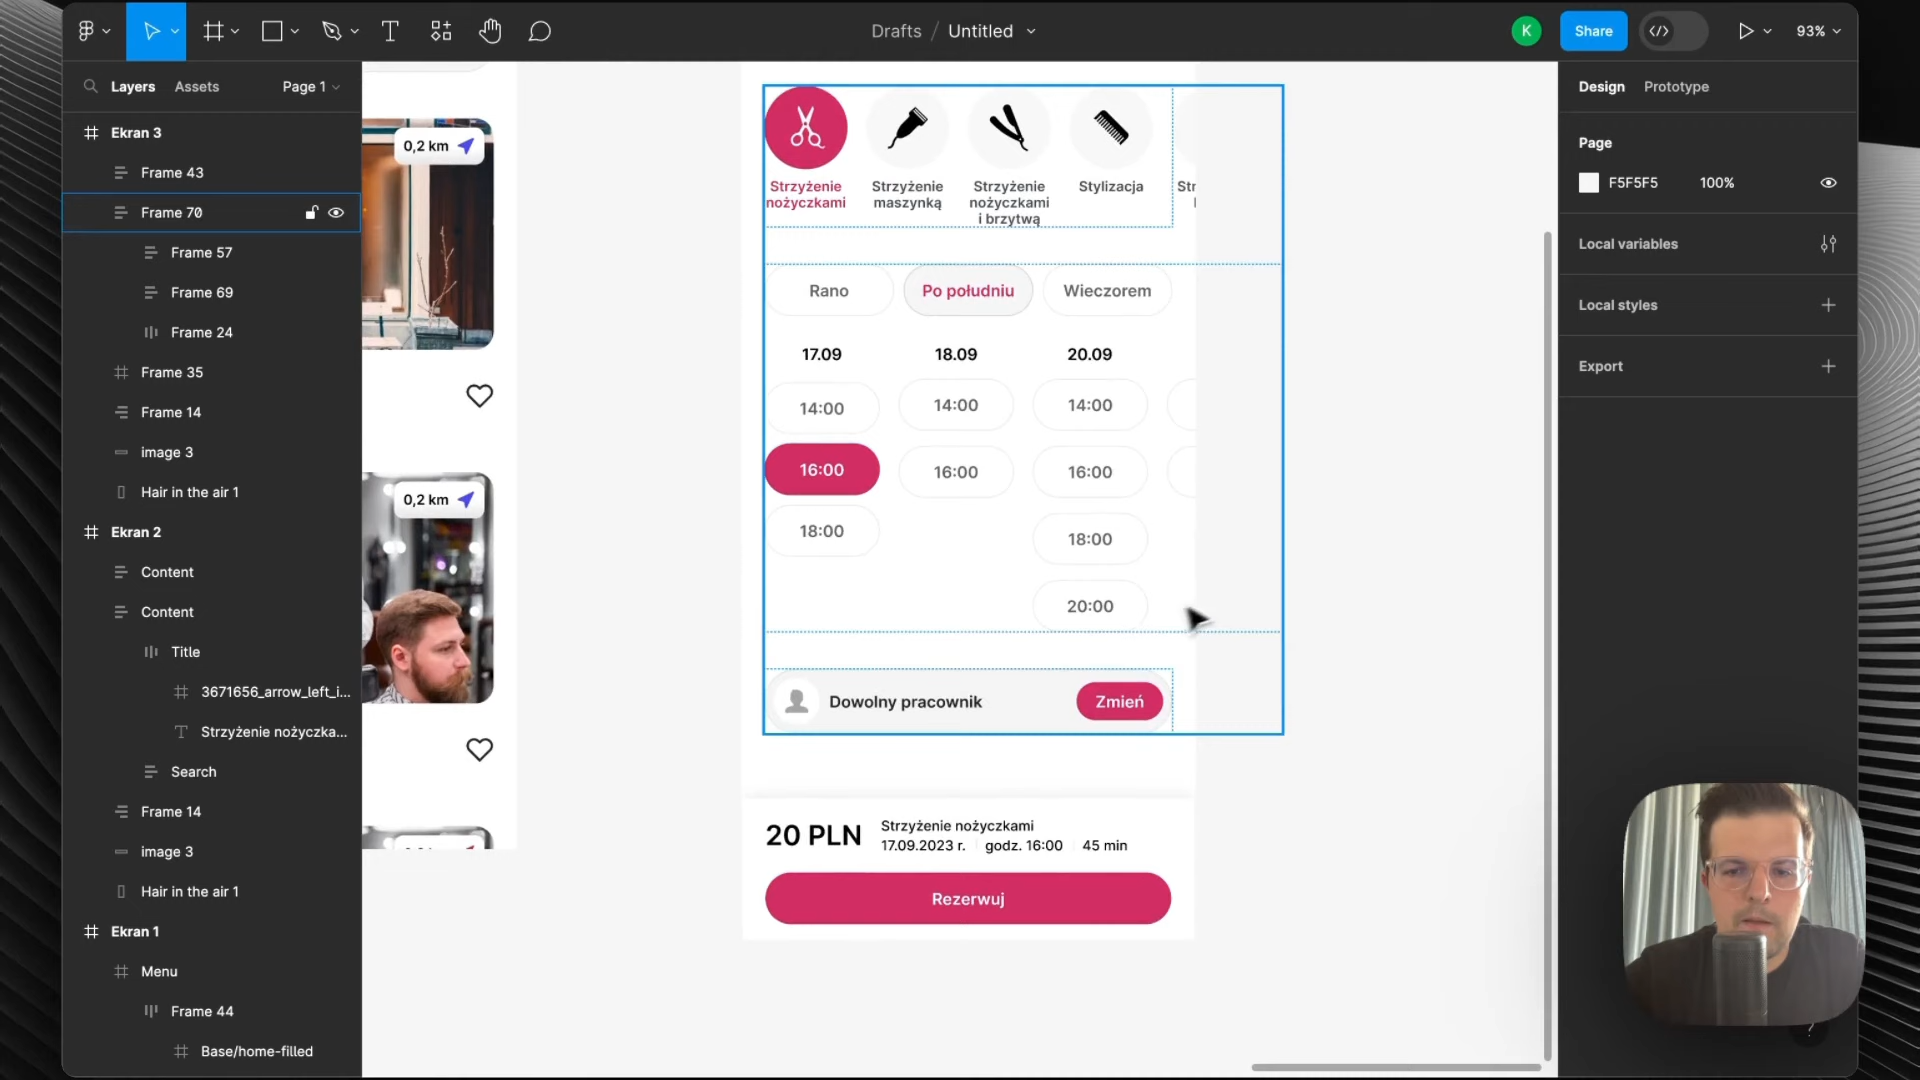 Drafts / Untitled
K
Share
93%
Layers
Assets
Page 1
Ekran 3
Frame 43
Frame 70
Frame 57
Frame 69
Frame 24
Frame 35
Frame 14
image 3
Hair in the air 1
Ekran 2
Content
Content
Title
3671656_arrow_left_i...
Strzyżenie nożyczka...
Search
Frame 14
image 3
Hair in the air 1
Ekran 1
Menu
Frame 44
Base/home-filled
0,2 km
0,2 km
Strzyżenie
nożyczkami
Strzyżenie
maszynką
Strzyżenie
nożyczkami
i brzytwą
Stylizacja
Str
Rano
Po południu
Wieczorem
17.09
18.09
20.09
14:00
14:00
14:00
16:00
16:00
16:00
18:00
18:00
20:00
Dowolny pracownik
Zmień
20 PLN
Strzyżenie nożyczkami
17.09.2023 r.
godz. 16:00
45 min
Rezerwuj
Design
Prototype
Page
F5F5F5
100%
Local variables
Local styles
Export
?